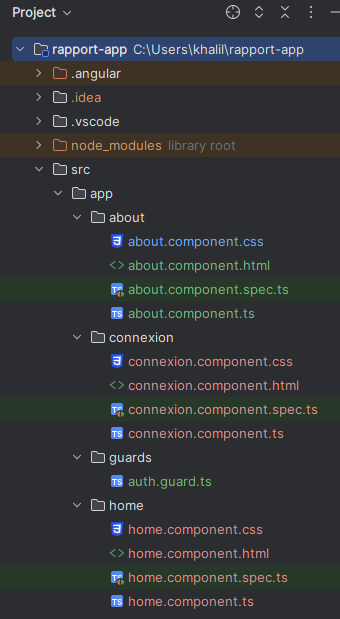 Project
rapport-app C:\Users\khalil\rapport-app
.angular
.idea
.vscode
node_modules library root
src
app
about
about.component.css
about.component.html
about.component.spec.ts
about.component.ts
connexion
connexion.component.css
connexion.component.html
connexion.component.spec.ts
connexion.component.ts
guards
auth.guard.ts
home
home.component.css
home.component.html
home.component.spec.ts
home.component.ts